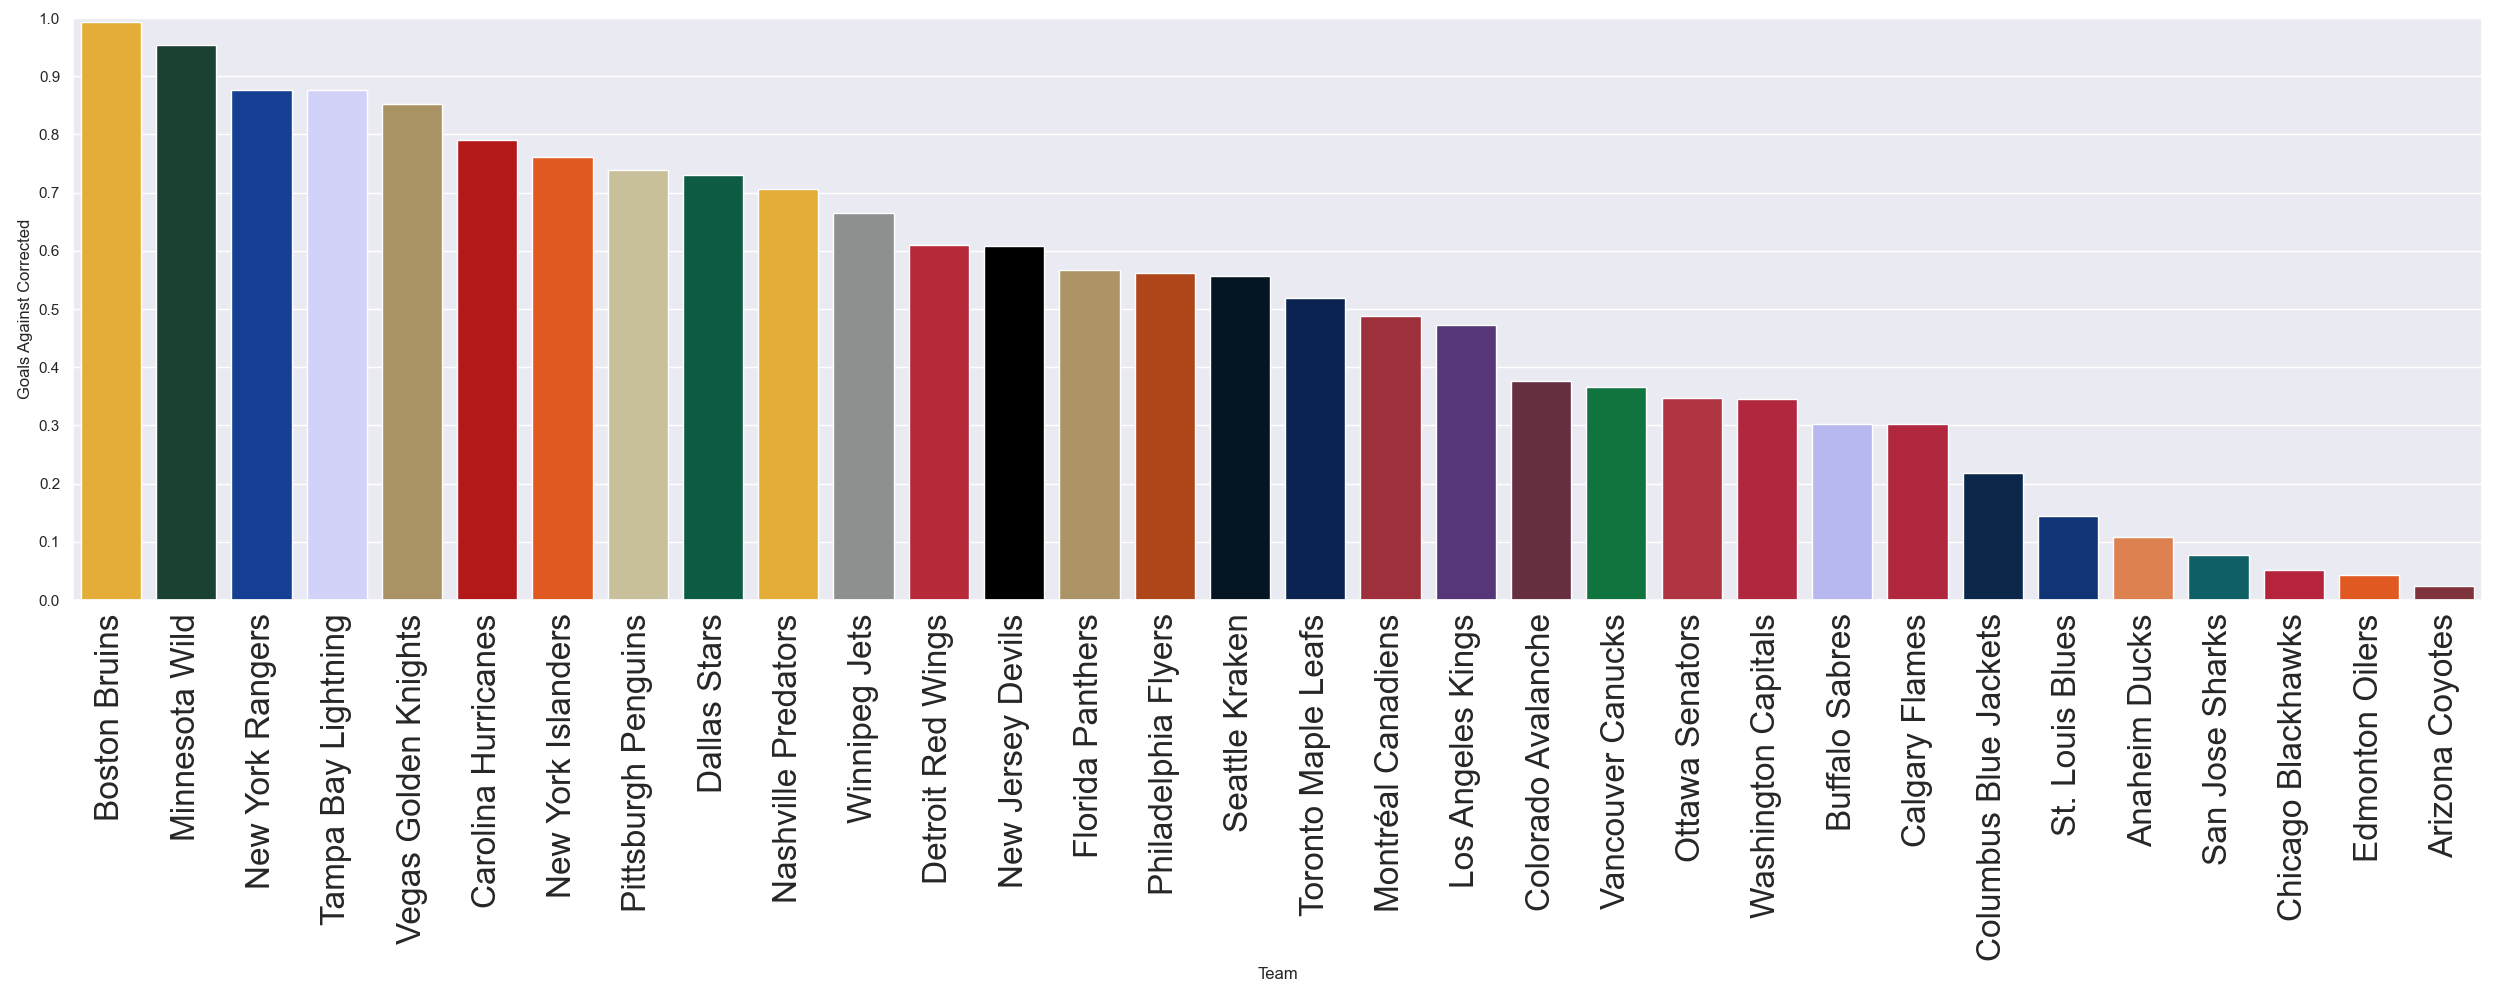 1.0
0.9
0.8
0.7
0.6
0.5
0.4
0.3
0.2
0.1
0.0
Goals Against Corrected
Boston Bruins
Minnesota Wild
New York Rangers
Tampa Bay Lightning
Vegas Golden Knights
Carolina Hurricanes
New York Islanders
Pittsburgh Penguins
Dallas Stars
Nashville Predators
Winnipeg Jets
Detroit Red Wings
New Jersey Devils
Florida Panthers
Philadelphia Flyers
Seattle Kraken
Toronto Maple Leafs
Montréal Canadiens
Los Angeles Kings
Colorado Avalanche
Vancouver Canucks
Ottawa Senators
Washington Capitals
Buffalo Sabres
Calgary Flames
Columbus Blue Jackets
St. Louis Blues
Anaheim Ducks
San Jose Sharks
Chicago Blackhawks
Edmonton Oilers
Arizona Coyotes
Team